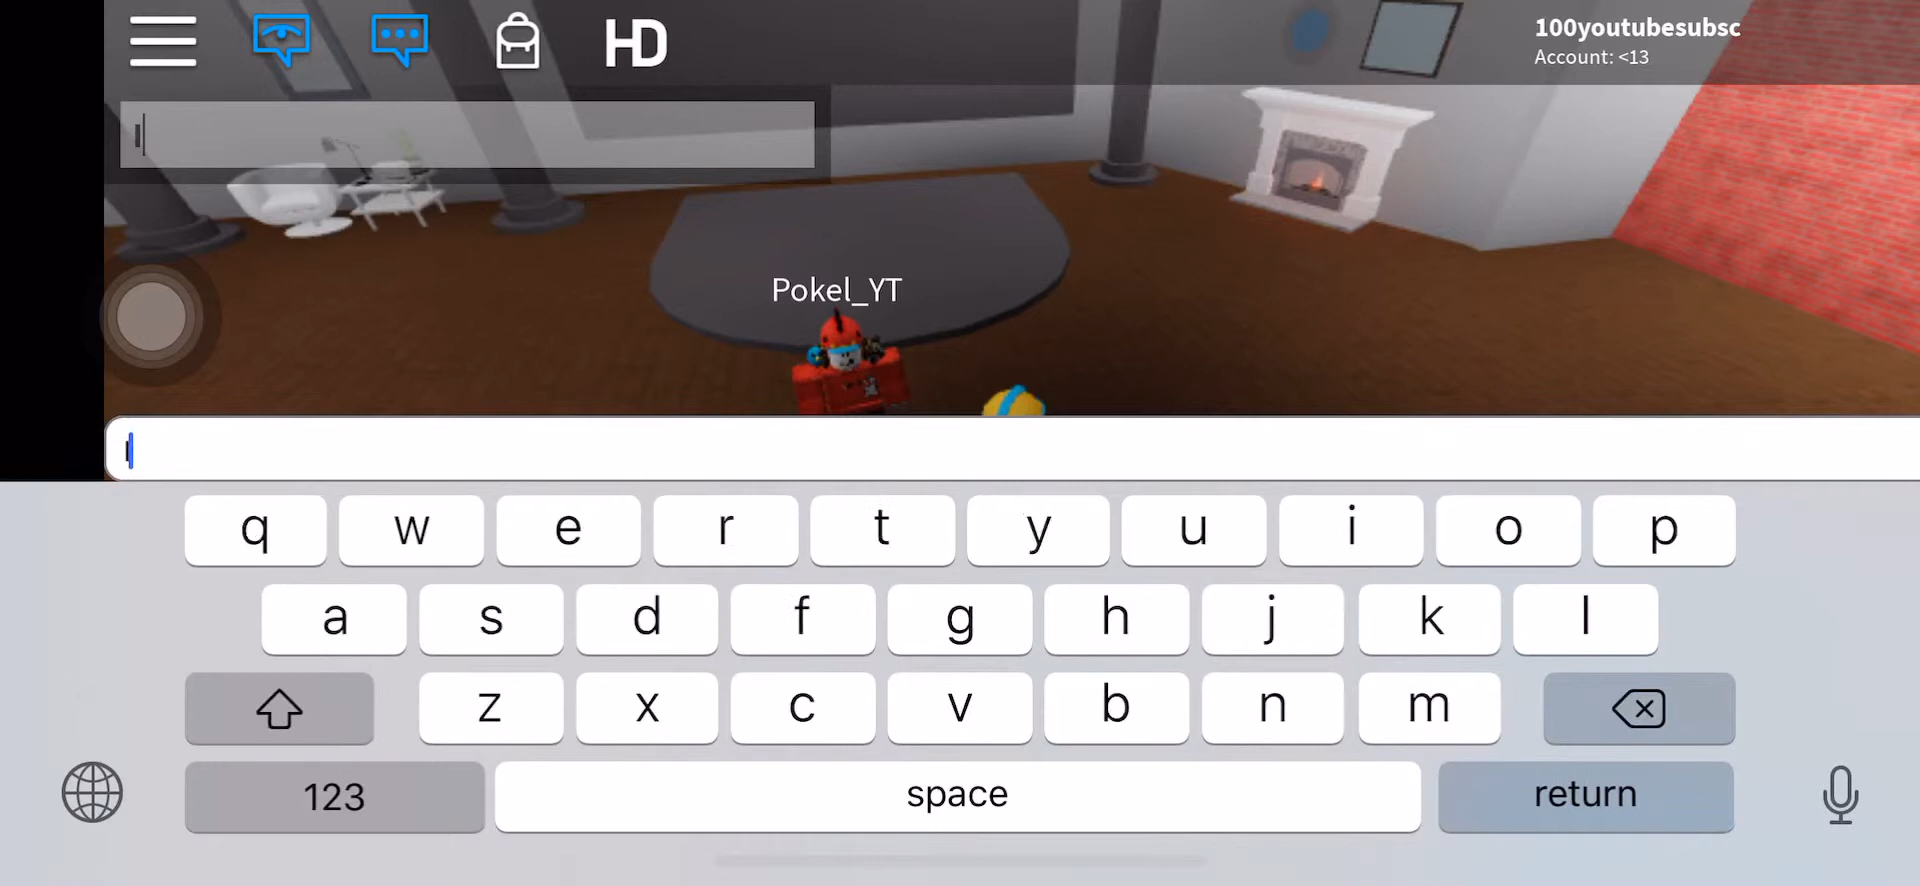 HD
100youtubesubsc
Account: <13
I
Pokel_YT
I
q w e r t y u i o p
a s d f g h j k l
z x c v b n m
123 space return